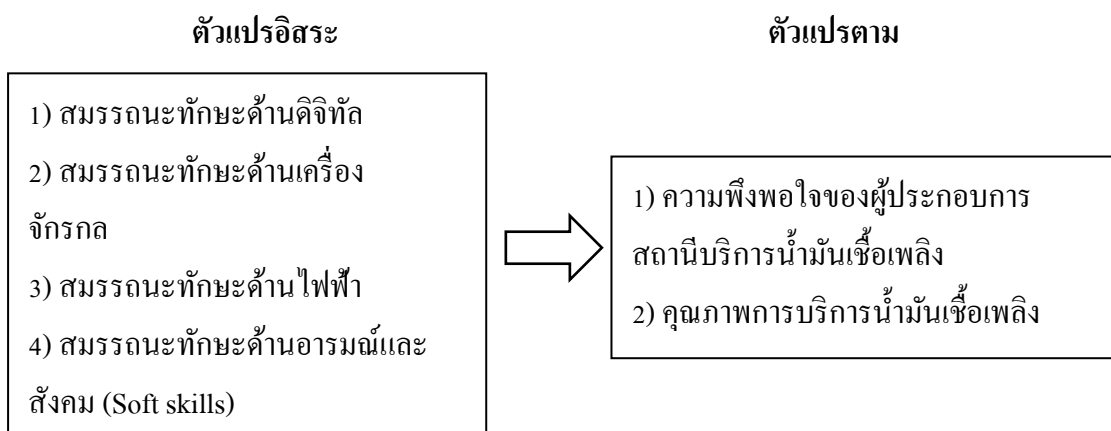 ตัวแปรอิสระ
1) สมรรถนะทักษะด้านดิจิทัล
2) สมรรถนะทักษะด้านเครื่อง
จักรกล
3) สมรรถนะทักษะด้านไฟฟ้า
4) สมรรถนะทักษะด้านอารมณ์และ
สังคม (Soft skills)
ตัวแปรตาม
1) ความพึงพอใจของผู้ประกอบการ
สถานีบริการน้ำมันเชื้อเพลิง
2) คุณภาพการบริการน้ำมันเชื้อเพลิง